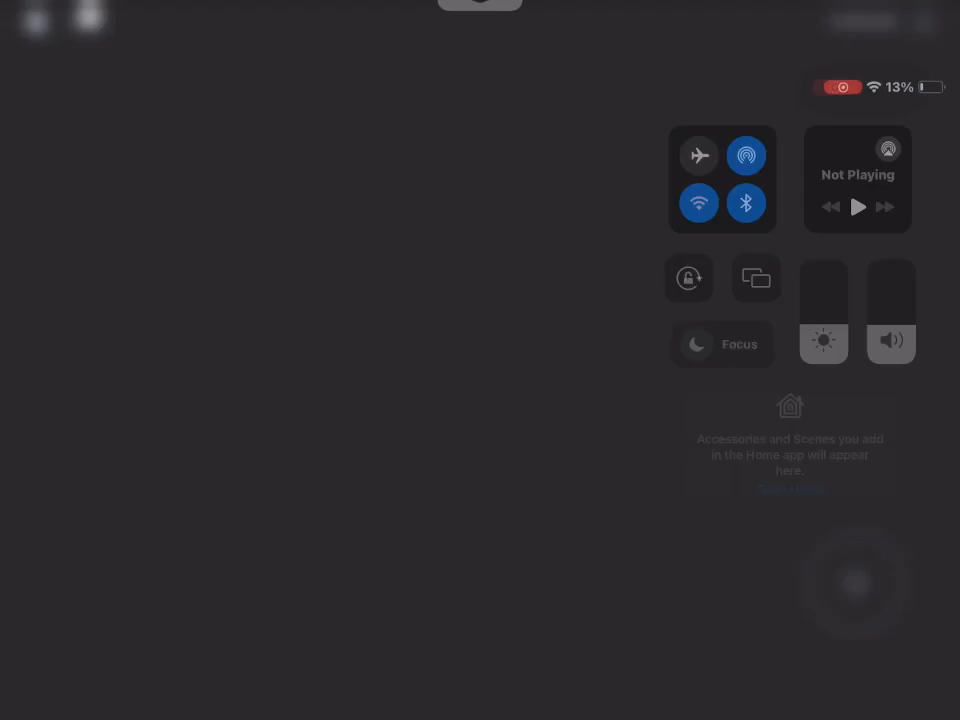 13%
Not Playing
Focus
Accessories and Scenes you add
in the Home app will appear
here.